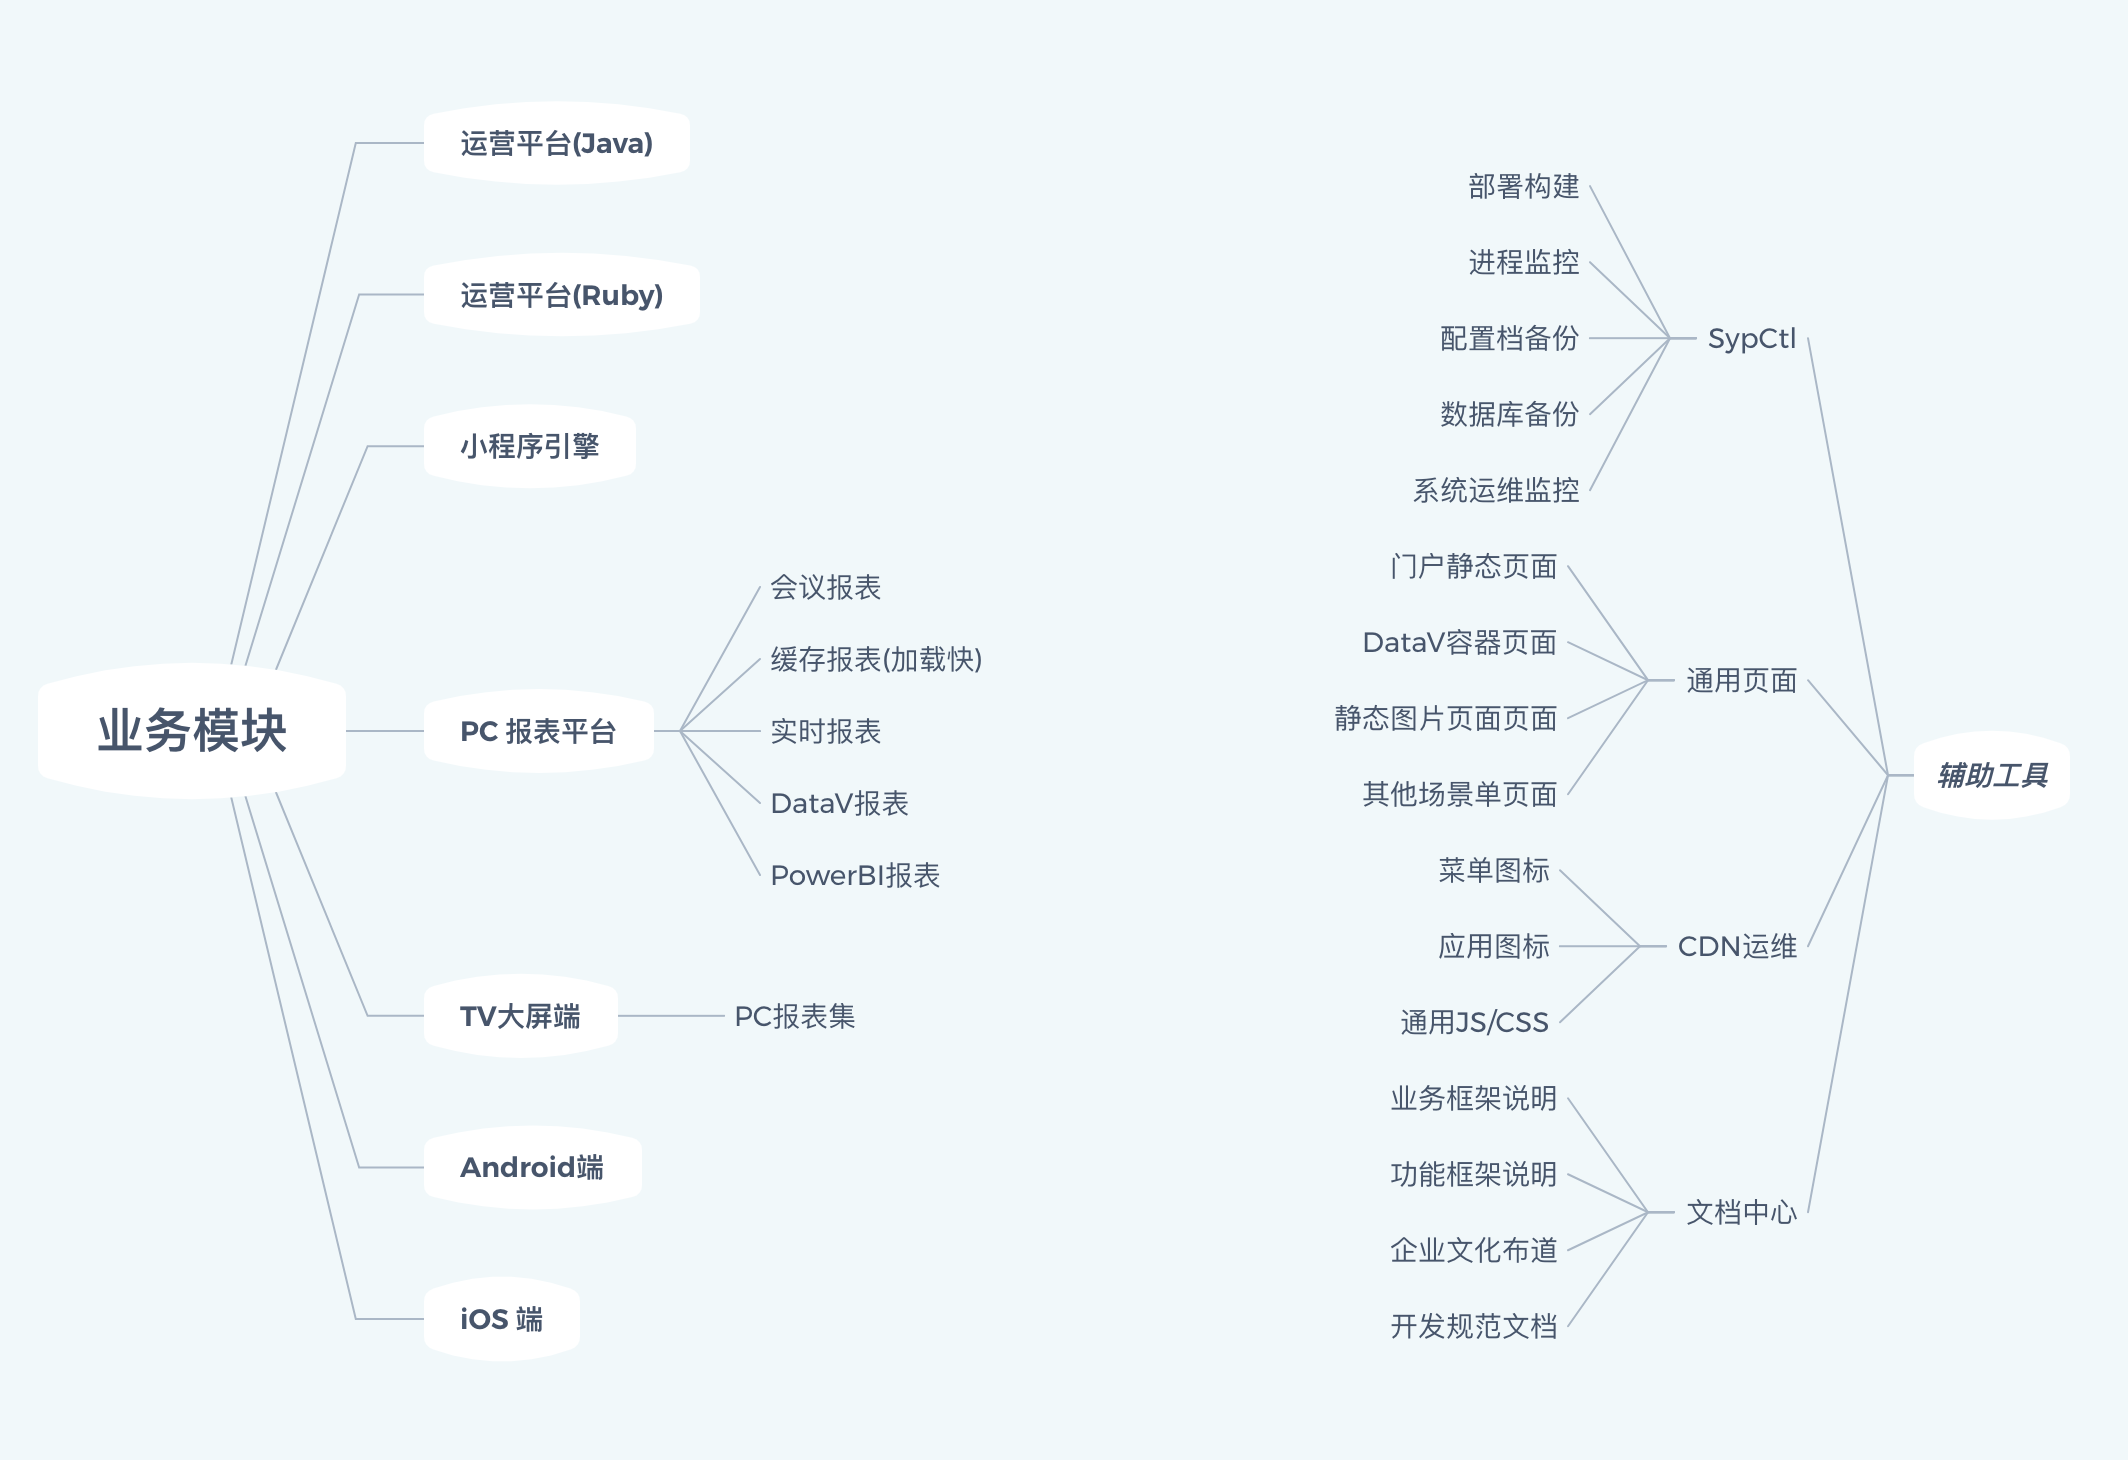 业务模块
运营平台(Java)
运营平台(Ruby)
小程序引擎
PC 报表平台
会议报表
缓存报表(加载快)
实时报表
DataV报表
PowerBI报表
TV大屏端
PC报表集
Android端
iOS 端
辅助工具
SypCtl
部署构建
进程监控
配置档备份
数据库备份
系统运维监控
通用页面
门户静态页面
DataV容器页面
静态图片页面页面
其他场景单页面
CDN运维
菜单图标
应用图标
通用JS/CSS
文档中心
业务框架说明
功能框架说明
企业文化布道
开发规范文档